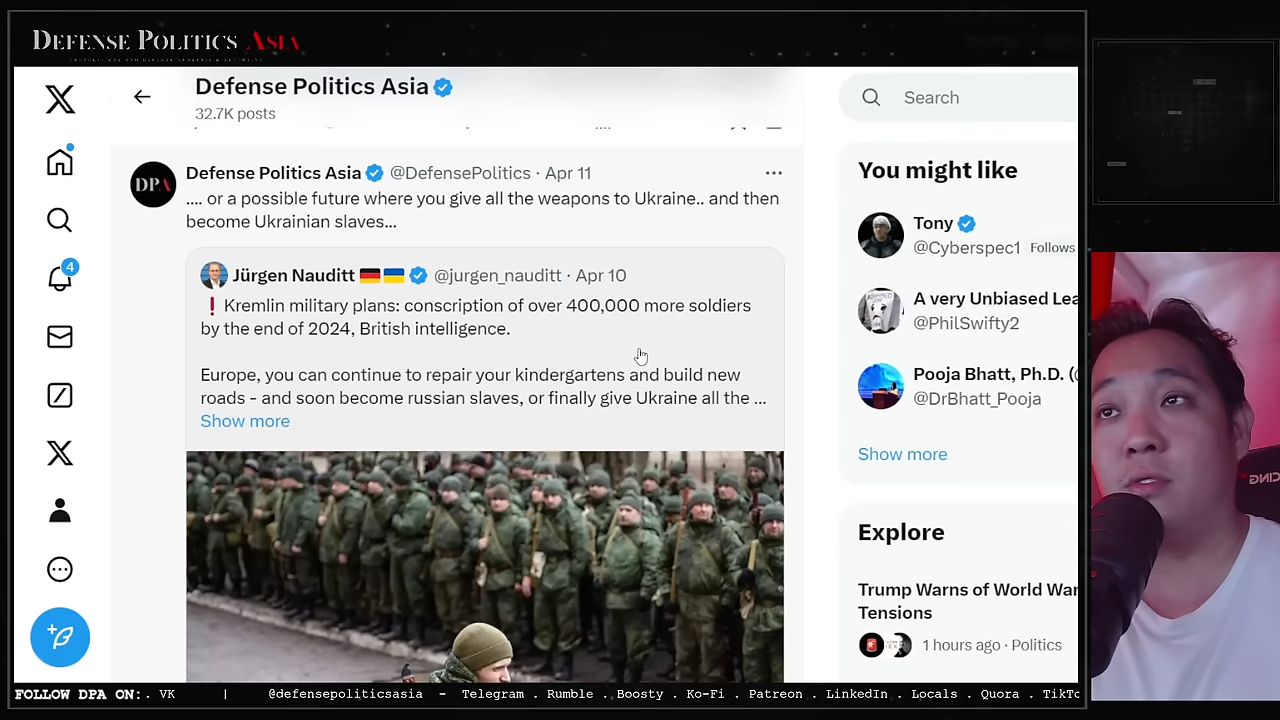 DEFENSE POLITICS ASIA
Defense Politics Asia
32.7K posts
Search
DPA
Defense Politics Asia @DefensePolitics · Apr 11
.... or a possible future where you give all the weapons to Ukraine.. and then
become Ukrainian slaves...
Jürgen Nauditt 🇩🇪🇺🇦 @jurgen_nauditt · Apr 10
❗Kremlin military plans: conscription of over 400,000 more soldiers
by the end of 2024, British intelligence.
Europe, you can continue to repair your kindergartens and build new
roads - and soon become russian slaves, or finally give Ukraine all the ...
Show more
4
You might like
Tony
@Cyberspec1 Follows
A very Unbiased Lea
@PhilSwifty2
Pooja Bhatt, Ph.D. (
@DrBhatt_Pooja
Show more
Explore
Trump Warns of World War
Tensions
1 hours ago · Politics
FOLLOW DPA ON:. VK | @defensepoliticsasia - Telegram . Rumble . Boosty . Ko-Fi . Patreon . LinkedIn . Locals . Quora . TikTo